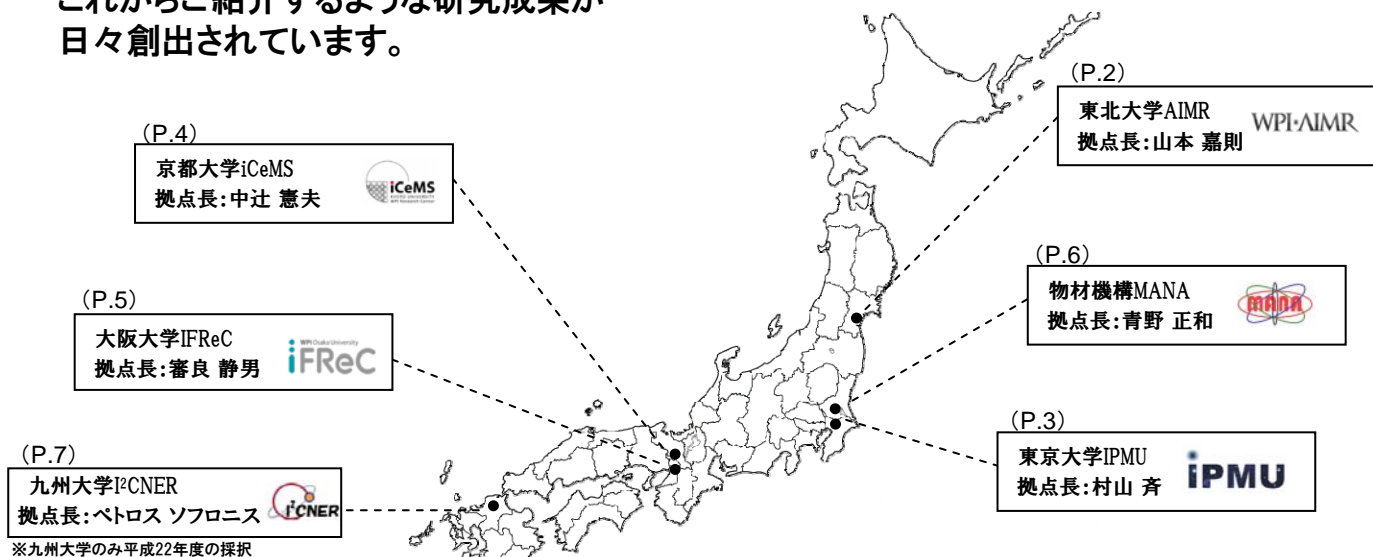 これからご紹介するような研究成果が
日々創出されています。
(P.2)
東北大学AIMR
拠点長:山本 嘉則
WPI-AIMR
(P.4)
京都大学iCeMS
拠点長:中辻 憲夫
iCeMS
(P.6)
物材機構MANA
拠点長:青野 正和
MANA
(P.5)
大阪大学IFReC
拠点長:審良 静男
WPI Osaka University
iFReC
(P.3)
東京大学IPMU
拠点長:村山 斉
iPMU
(P.7)
九州大学I²CNER
拠点長:ペトロス ソフロニス
I²CNER
※九州大学のみ平成22年度の採択